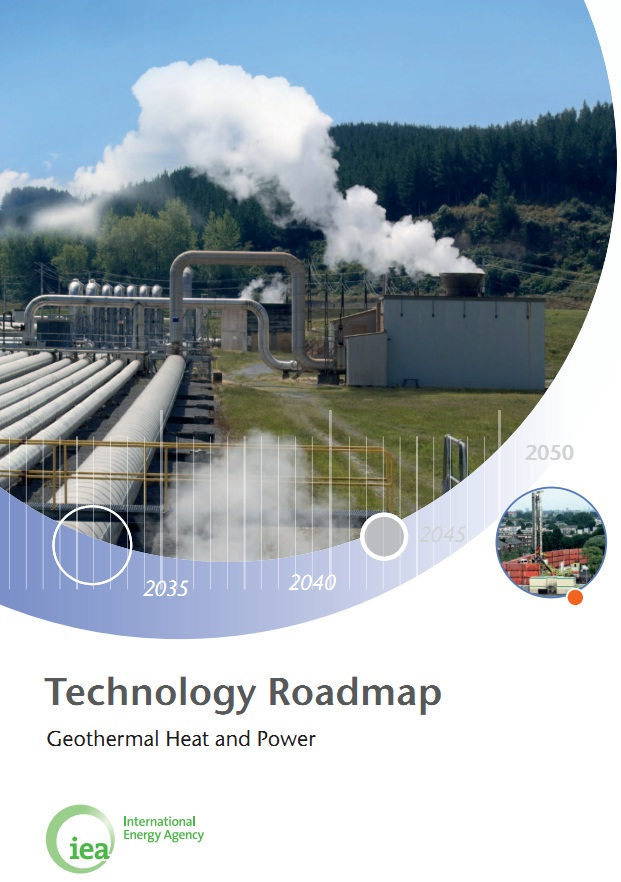 2050
2045
2040
2035
Technology Roadmap
Geothermal Heat and Power
iea
International
Energy Agency